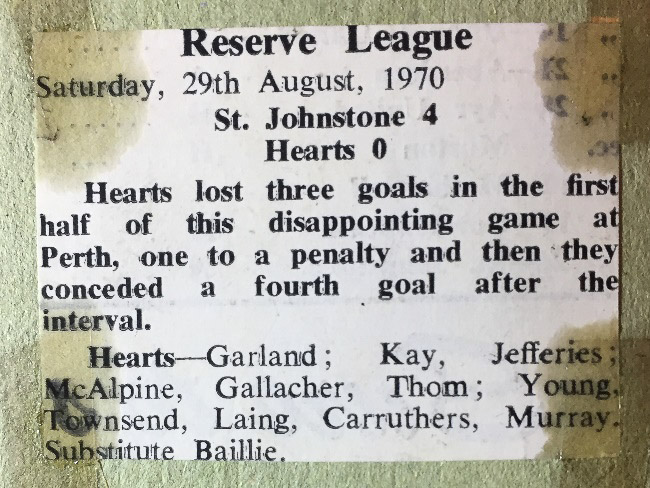 Reserve League
Saturday, 29th August, 1970
St. Johnstone 4
Hearts 0
Hearts lost three goals in the first
half of this disappointing game at
Perth, one to a penalty and then they
conceded a fourth goal after the
interval.
Hearts—Garland; Kay, Jefferies;
McAlpine, Gallacher, Thom; Young,
Townsend, Laing, Carruthers, Murray.
Substitute Baillie.